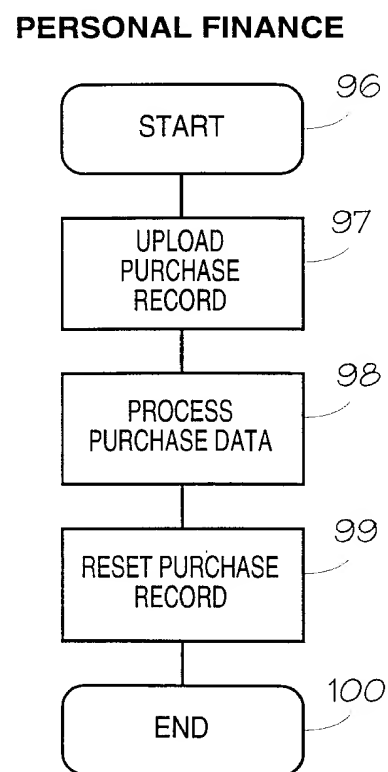 PERSONAL FINANCE
96
START
97
UPLOAD
PURCHASE
RECORD
98
PROCESS
PURCHASE DATA
99
RESET PURCHASE
RECORD
100
END